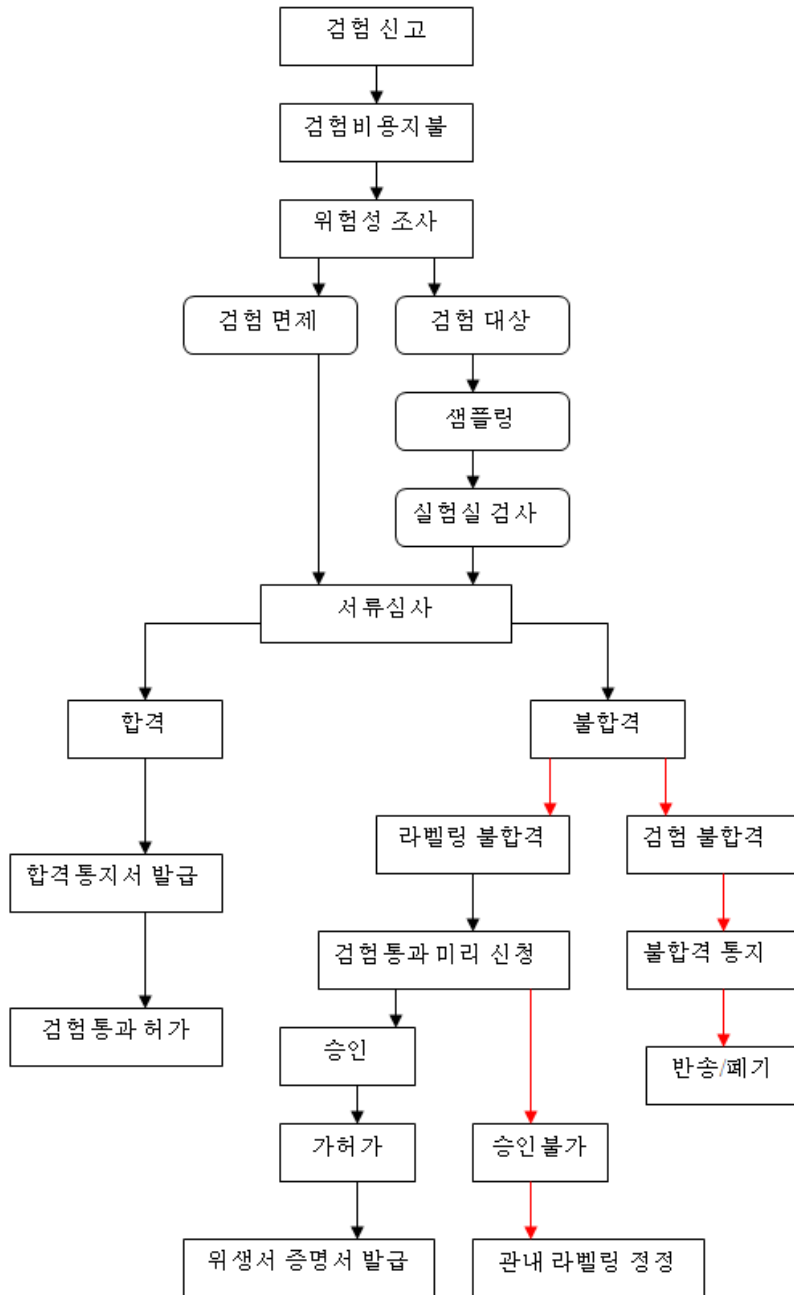 검험 신고
검험비용지불
위험성 조사
검험 면제
검험 대상
샘플링
실험실 검사
서류심사
합격
불합격
라벨링 불합격
검험 불합격
합격통지서 발급
검험통과 미리 신청
불합격 통지
검험통과 허가
승인
반송/폐기
가허가
승인불가
위생서 증명서 발급
관내 라벨링 정정